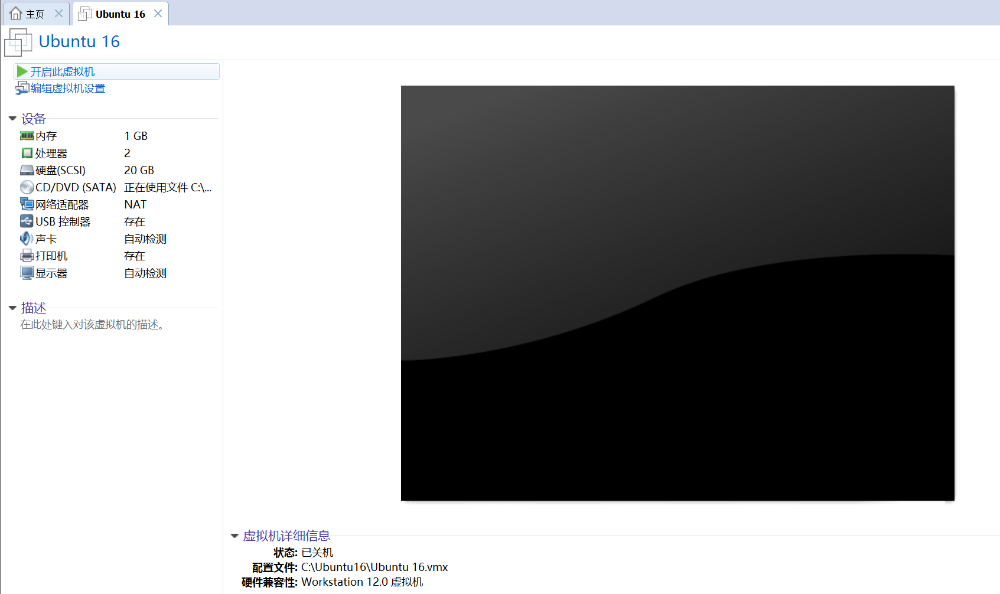 主页
Ubuntu 16
Ubuntu 16
开启此虚拟机
编辑虚拟机设置
设备
内存 1 GB
处理器 2
硬盘(SCSI) 20 GB
CD/DVD (SATA) 正在使用文件 C:\...
网络适配器 NAT
USB 控制器 存在
声卡 自动检测
打印机 存在
显示器 自动检测
描述
在此处键入对该虚拟机的描述。
虚拟机详细信息
状态: 已关机
配置文件: C:\Ubuntu16\Ubuntu 16.vmx
硬件兼容性: Workstation 12.0 虚拟机